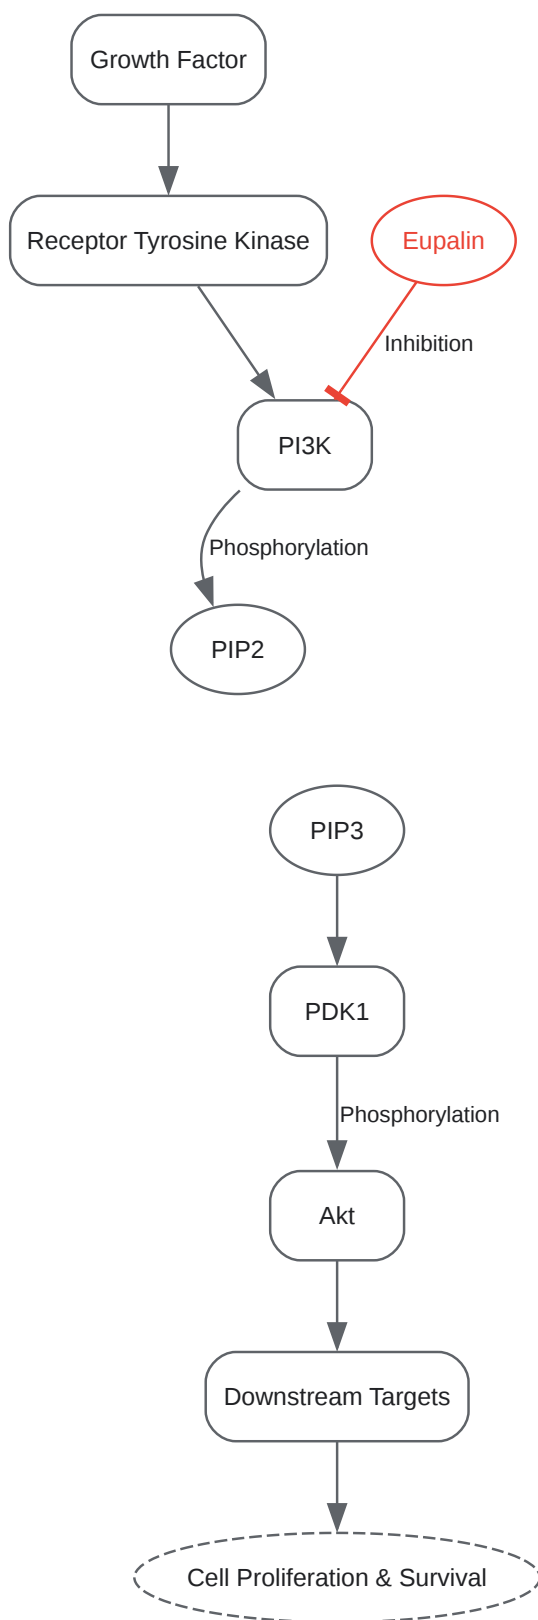 Growth Factor
Receptor Tyrosine Kinase
Eupalin
Inhibition
PI3K
Phosphorylation
PIP2
PIP3
PDK1
Phosphorylation
Akt
Downstream Targets
Cell Proliferation & Survival